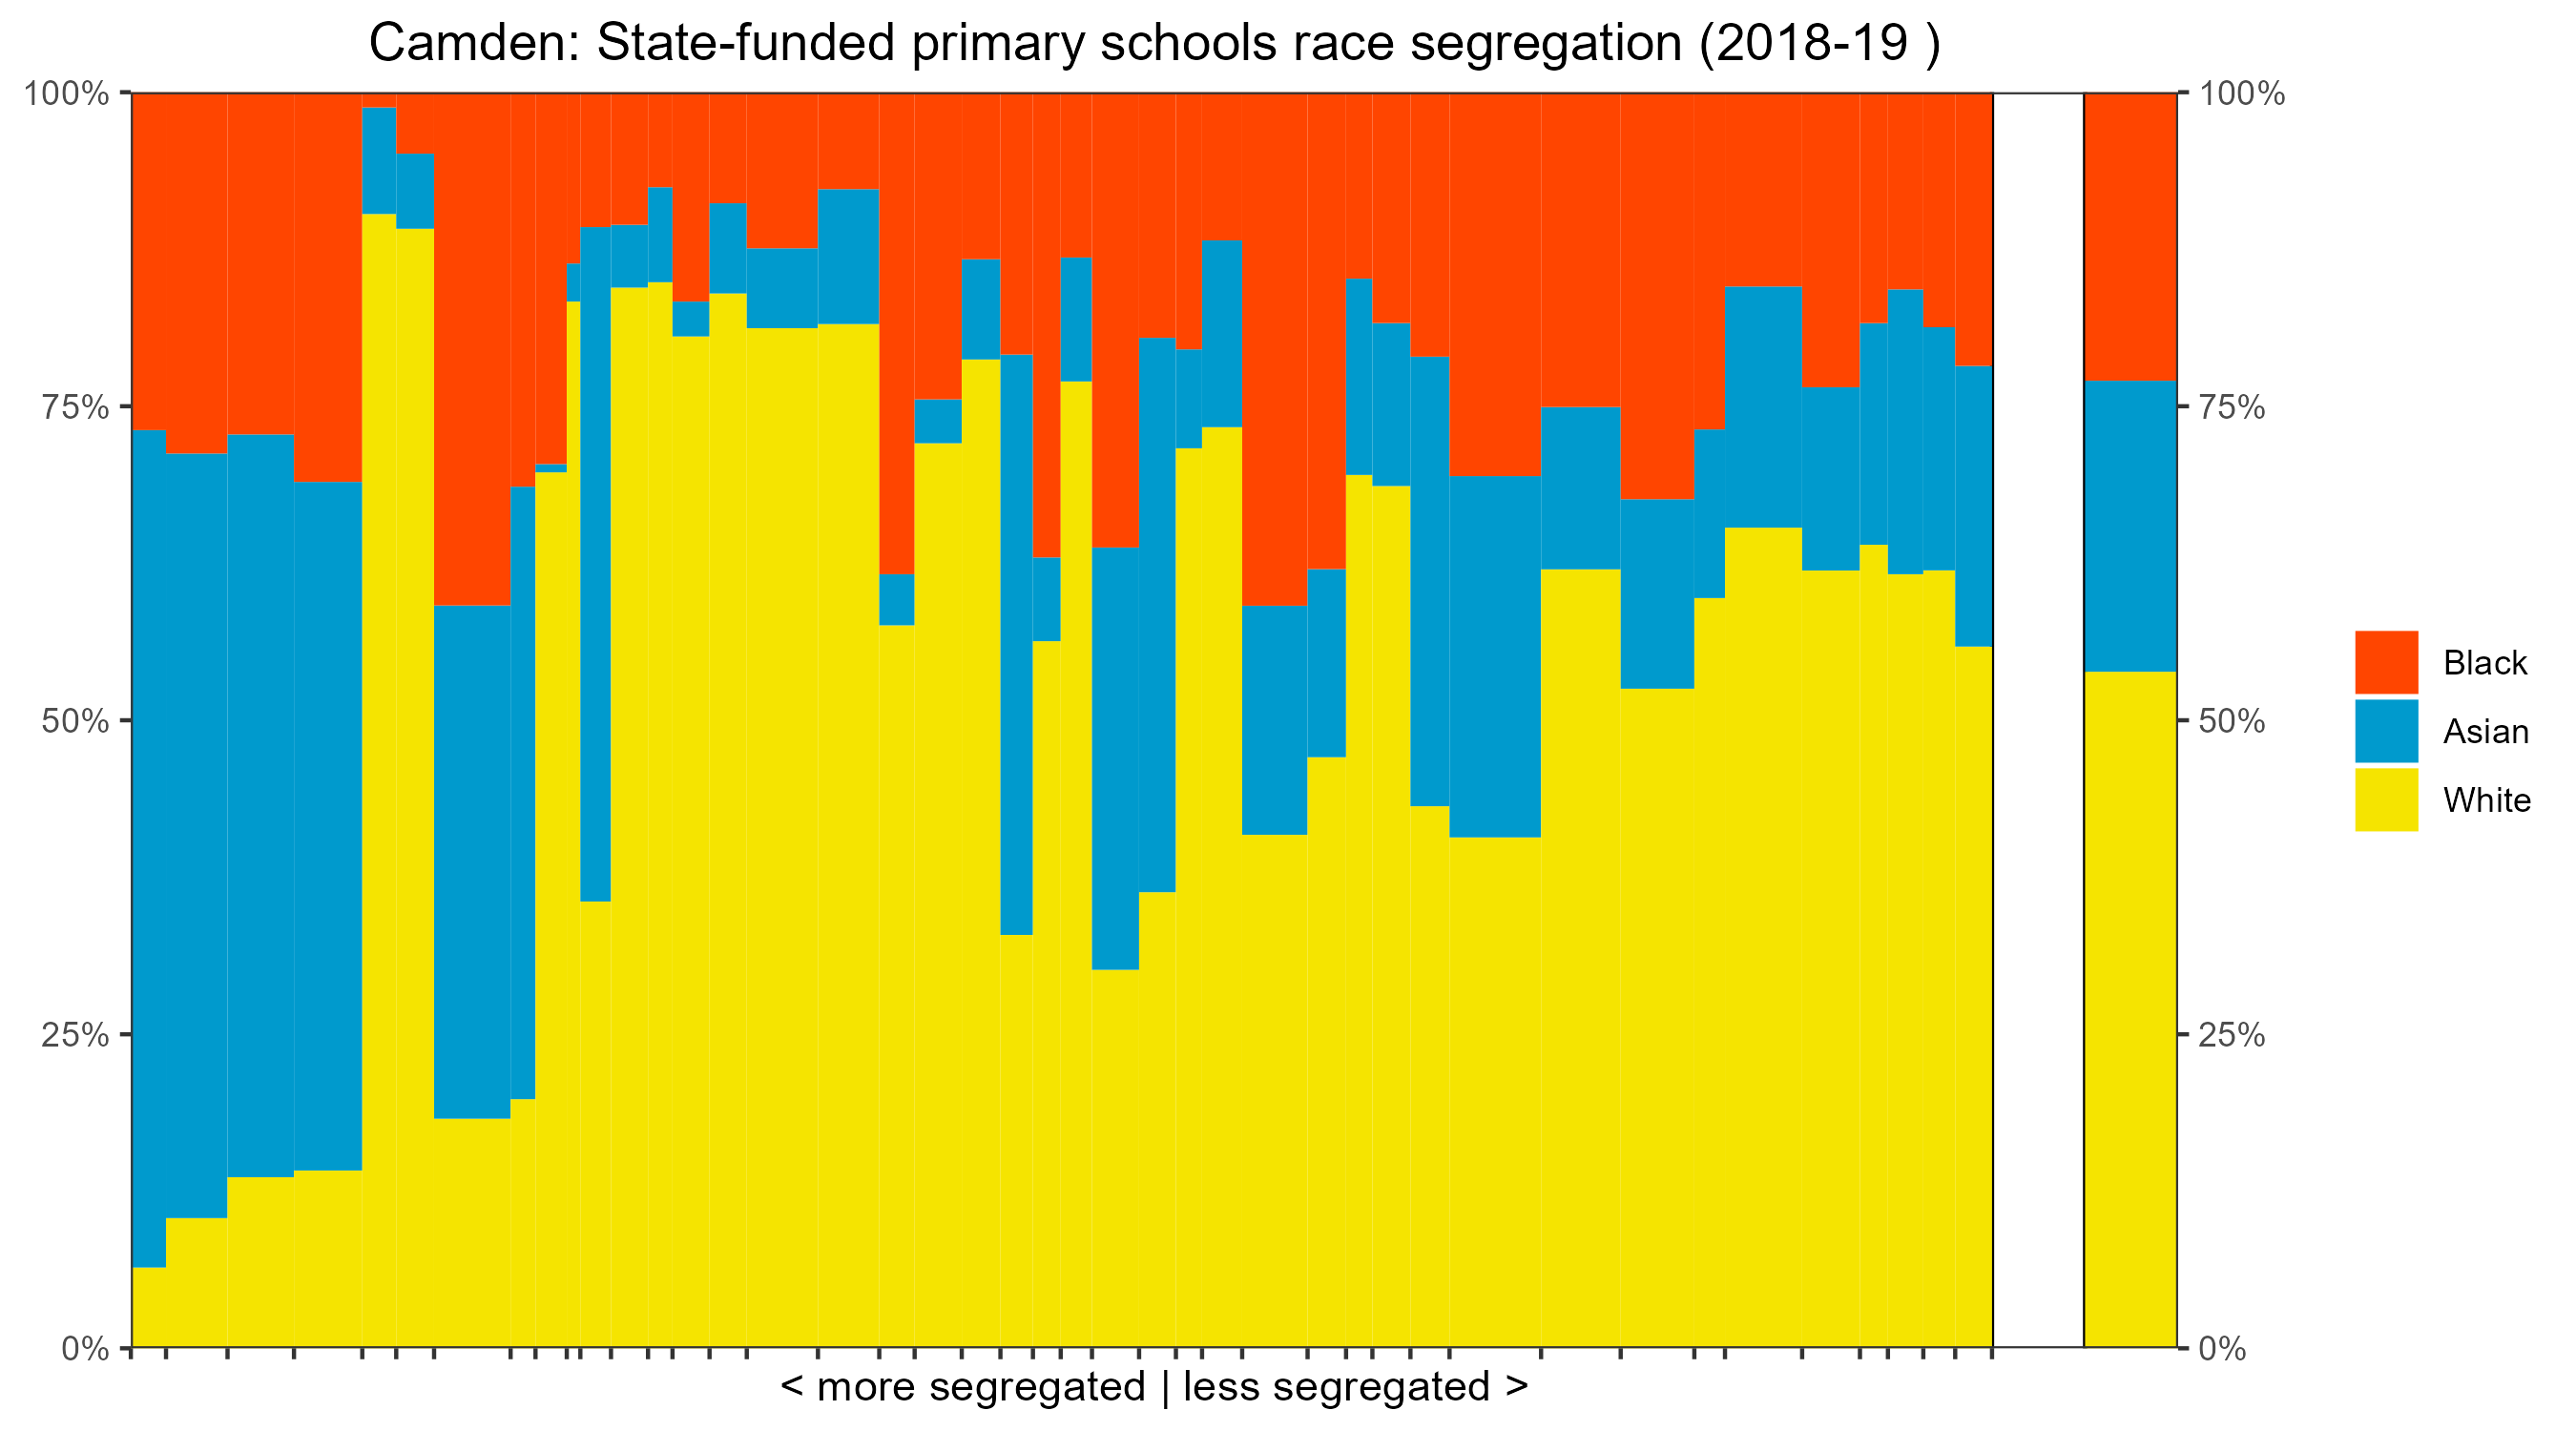 Camden: State-funded primary schools race segregation (2018-19 )
100%
75%
50%
25%
0%
100%
75%
50%
25%
0%
Black
Asian
White
< more segregated | less segregated >